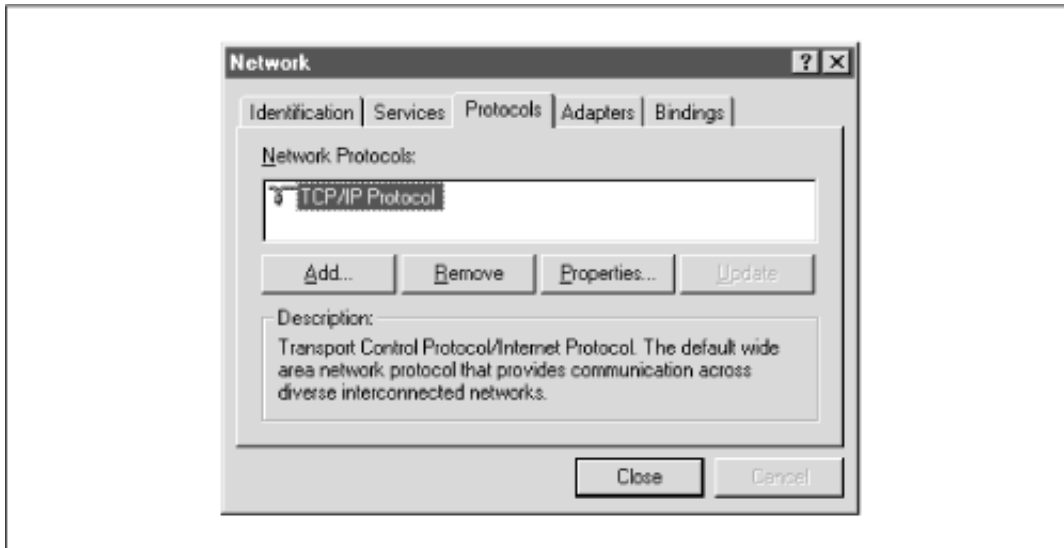 Network
Identification Services Protocols Adapters Bindings
Network Protocols:
TCP/IP Protocol
Add... Remove Properties... Update
Description:
Transport Control Protocol/Internet Protocol. The default wide
area network protocol that provides communication across
diverse interconnected networks.
Close Cancel